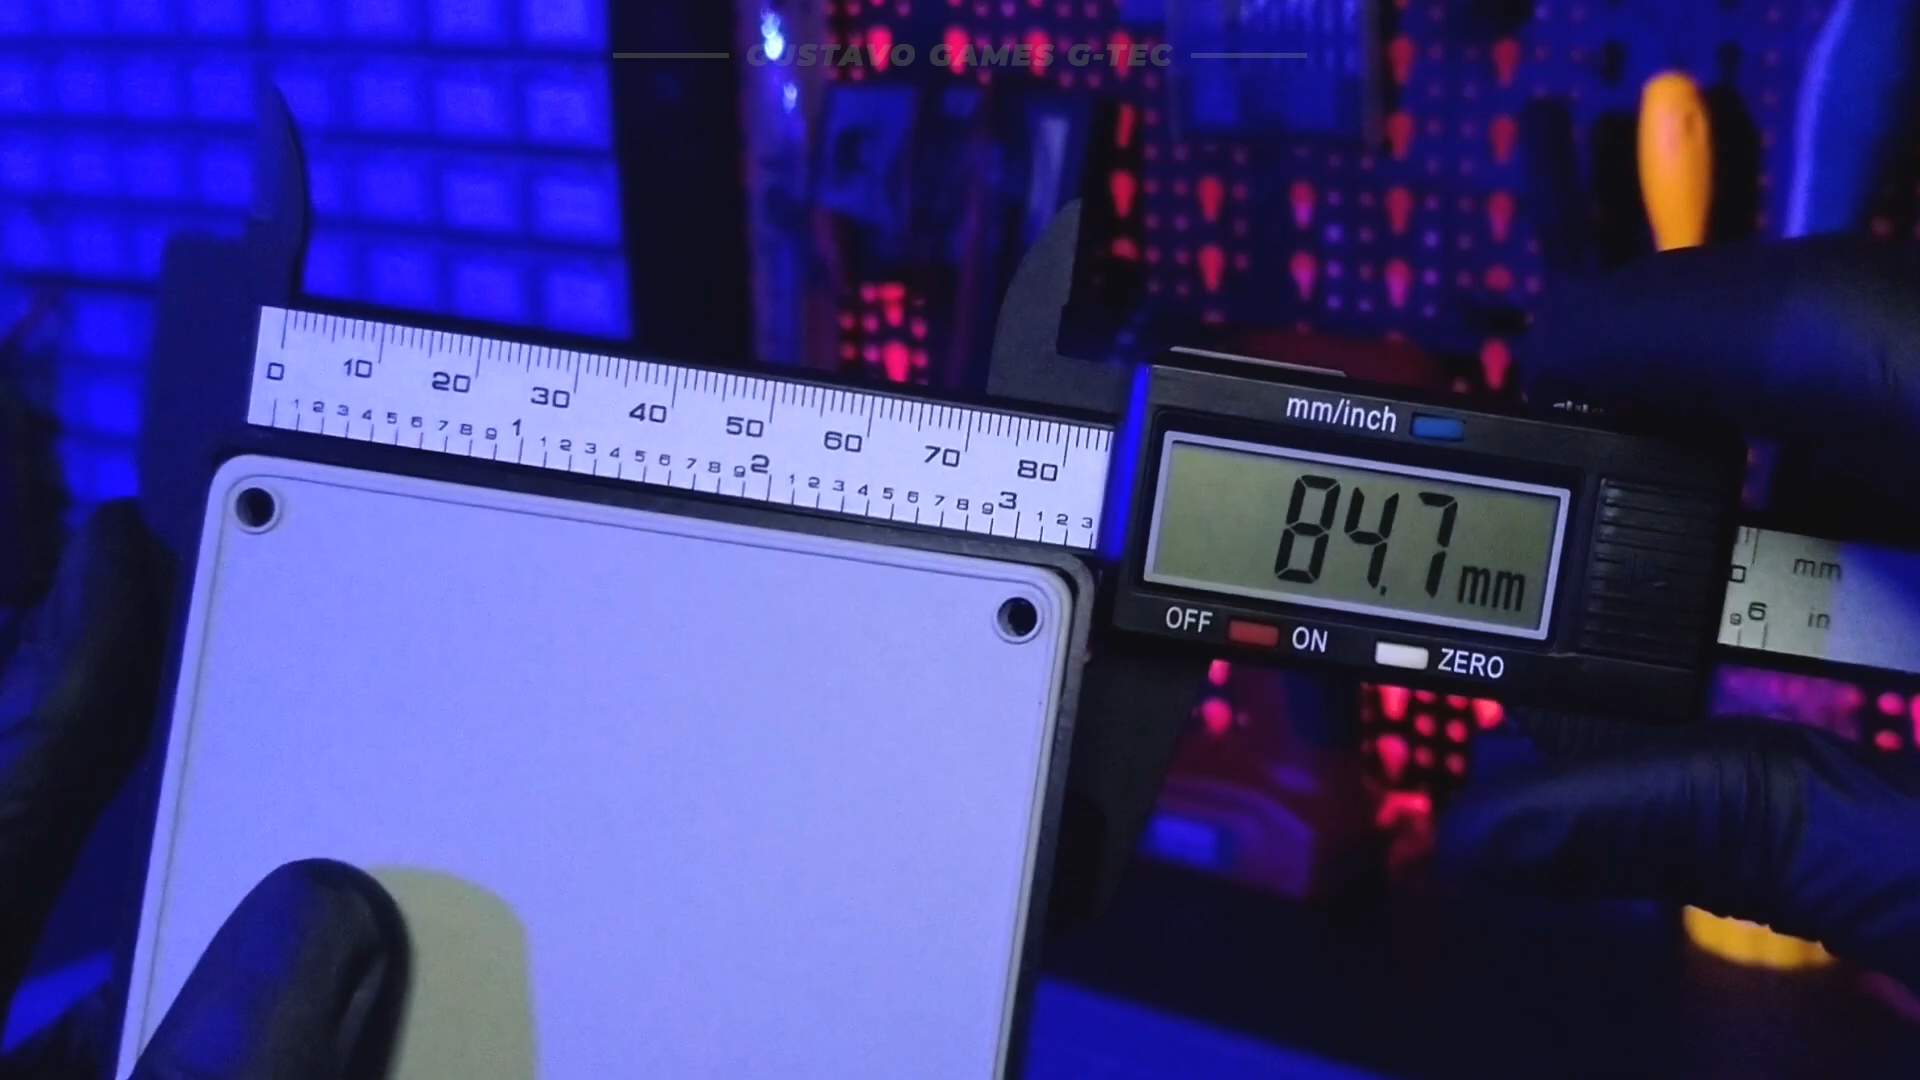 GUSTAVO GAMES G-TEC
mm/inch
0 10 20 30 40 50 60 70 80
1 2 3 4 5 6 7 8 9 1 1 2 3 4 5 6 7 8 9 2 1 2 3 4 5 6 7 8 9 3 1 2 3
84.7mm
mm
9 6 in
OFF ON ZERO